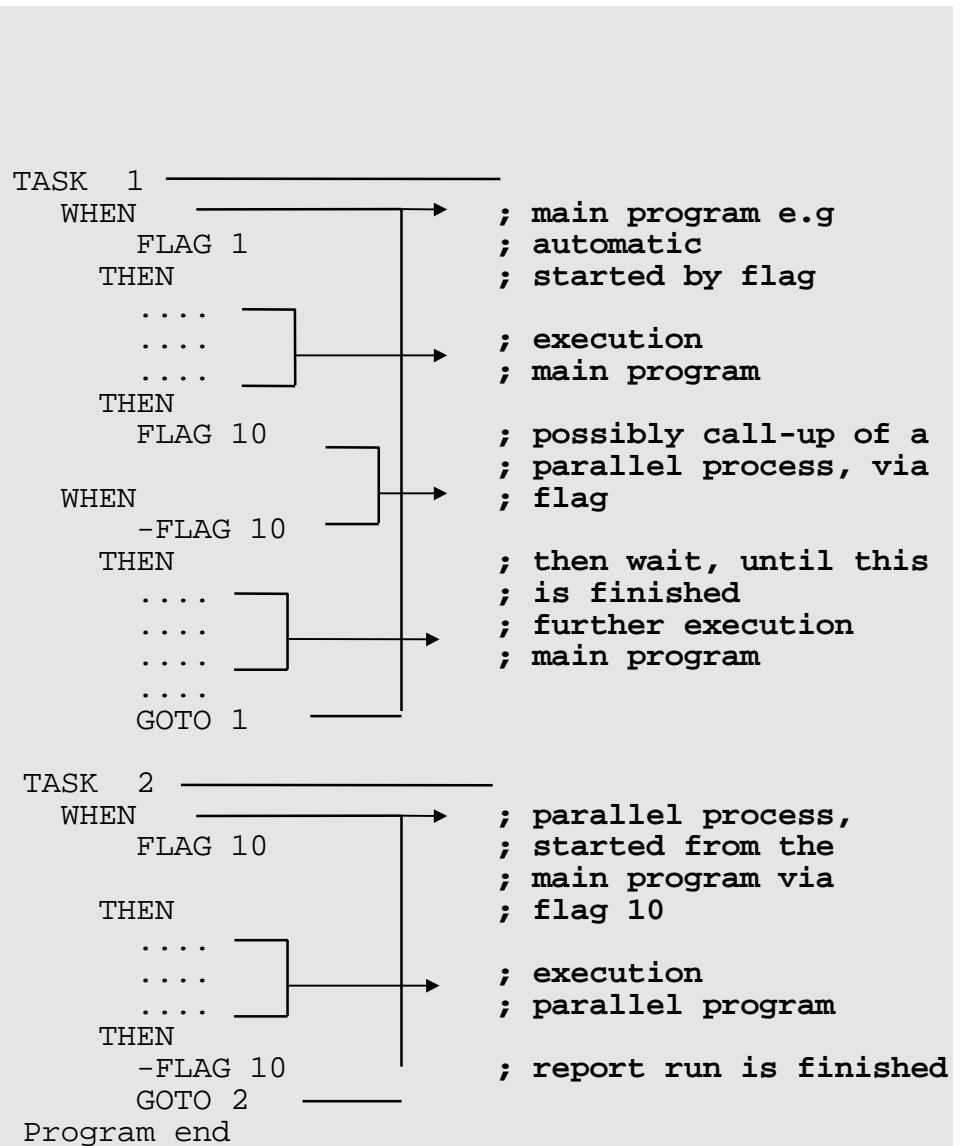 TASK 1
WHEN ; main program e.g
FLAG 1 ; automatic
THEN ; started by flag
....
.... ; execution
.... ; main program
THEN
FLAG 10 ; possibly call-up of a
; parallel process, via
WHEN ; flag
-FLAG 10
THEN ; then wait, until this
.... ; is finished
.... ; further execution
.... ; main program
....
GOTO 1
TASK 2
WHEN ; parallel process,
FLAG 10 ; started from the
; main program via
THEN ; flag 10
....
.... ; execution
.... ; parallel program
THEN
-FLAG 10 ; report run is finished
GOTO 2
Program end